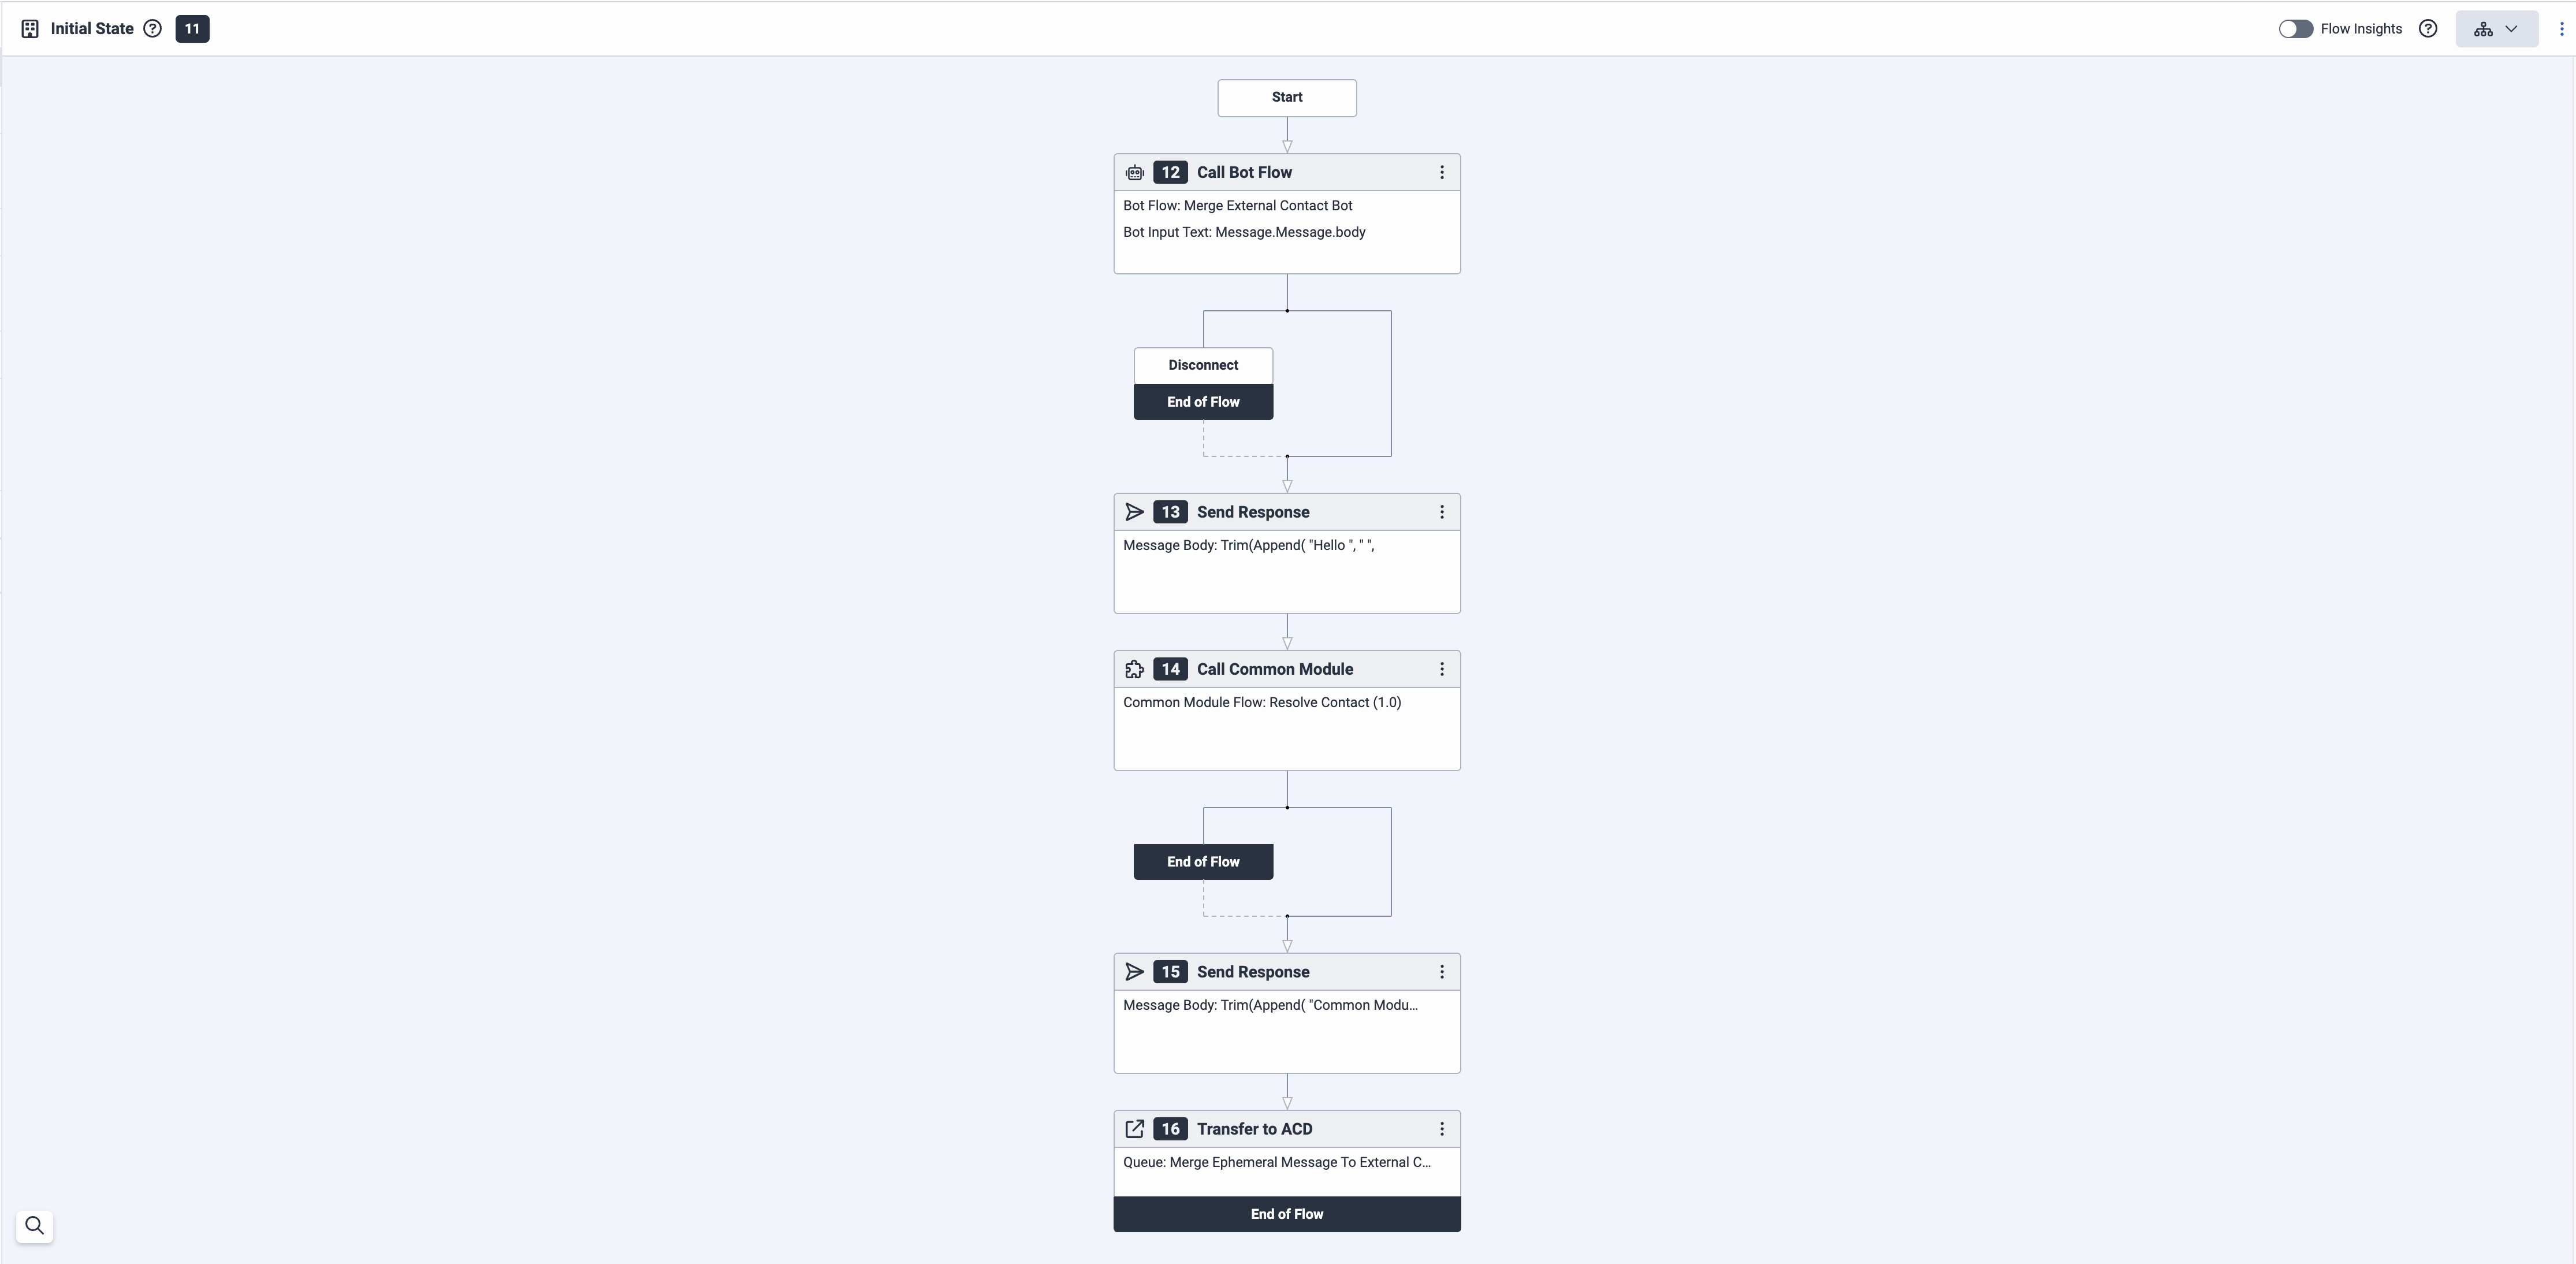 Initial State 11
Flow Insights
Start
12 Call Bot Flow
Bot Flow: Merge External Contact Bot
Bot Input Text: Message.Message.body
Disconnect
End of Flow
13 Send Response
Message Body: Trim(Append( "Hello ", " ",
14 Call Common Module
Common Module Flow: Resolve Contact (1.0)
End of Flow
15 Send Response
Message Body: Trim(Append( "Common Modu...
16 Transfer to ACD
Queue: Merge Ephemeral Message To External C...
End of Flow